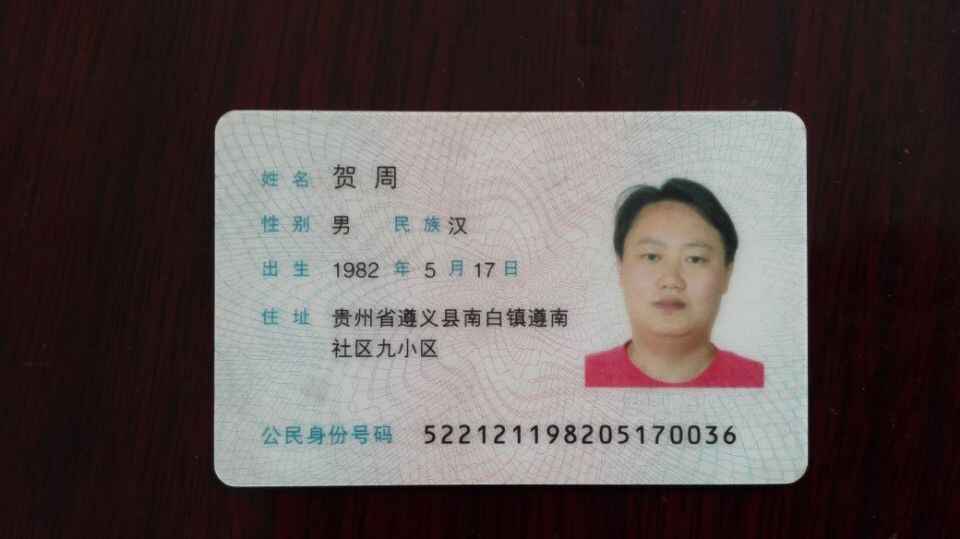 姓名 贺周
性别 男 民族 汉
出生 1982 年 5 月 17 日
住址 贵州省遵义县南白镇遵南
社区九小区
公民身份号码 522121198205170036